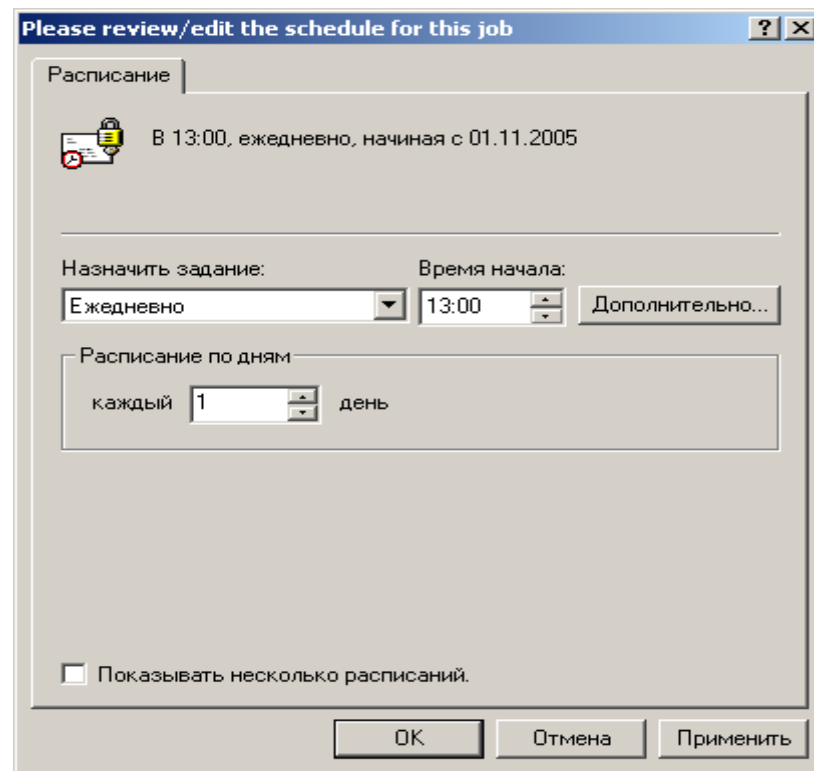 Please review/edit the schedule for this job
Расписание
В 13:00, ежедневно, начиная с 01.11.2005
Назначить задание: Время начала:
Ежедневно 13:00 Дополнительно...
Расписание по дням
каждый 1 день
Показывать несколько расписаний.
OK Отмена Применить